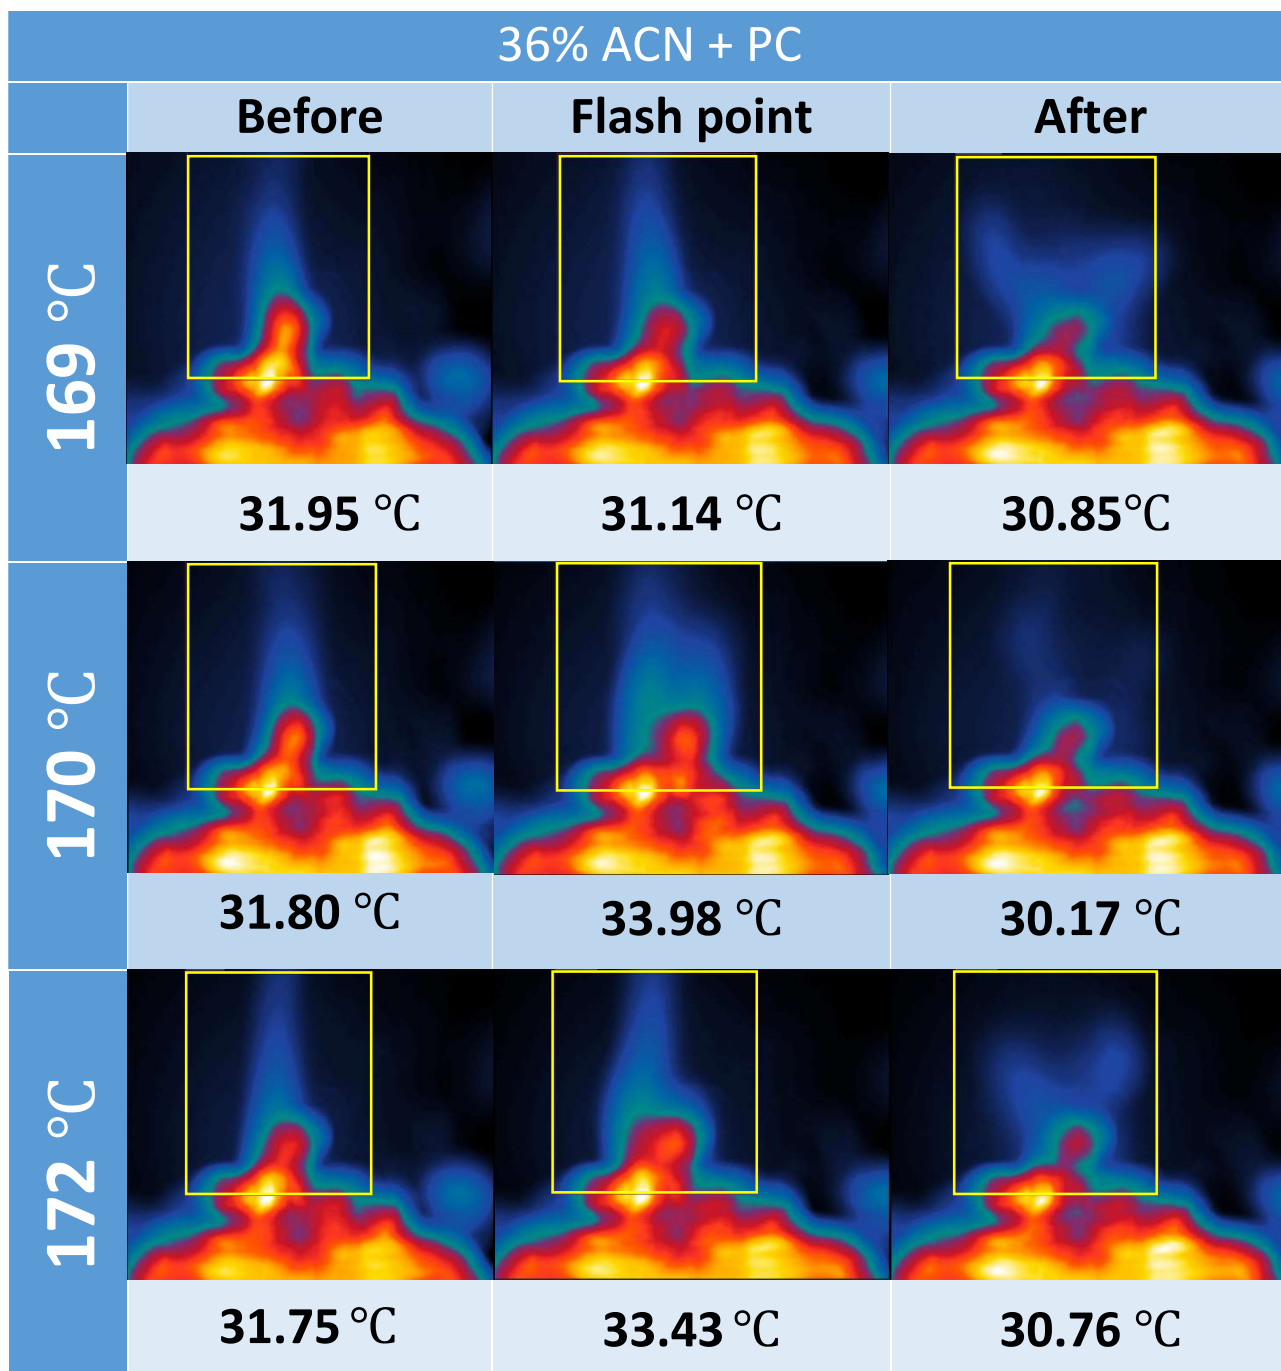 36% ACN + PC
Before Flash point After
169 °C
31.95 °C 31.14 °C 30.85°C
170 °C
31.80 °C 33.98 °C 30.17 °C
172 °C
31.75 °C 33.43 °C 30.76 °C